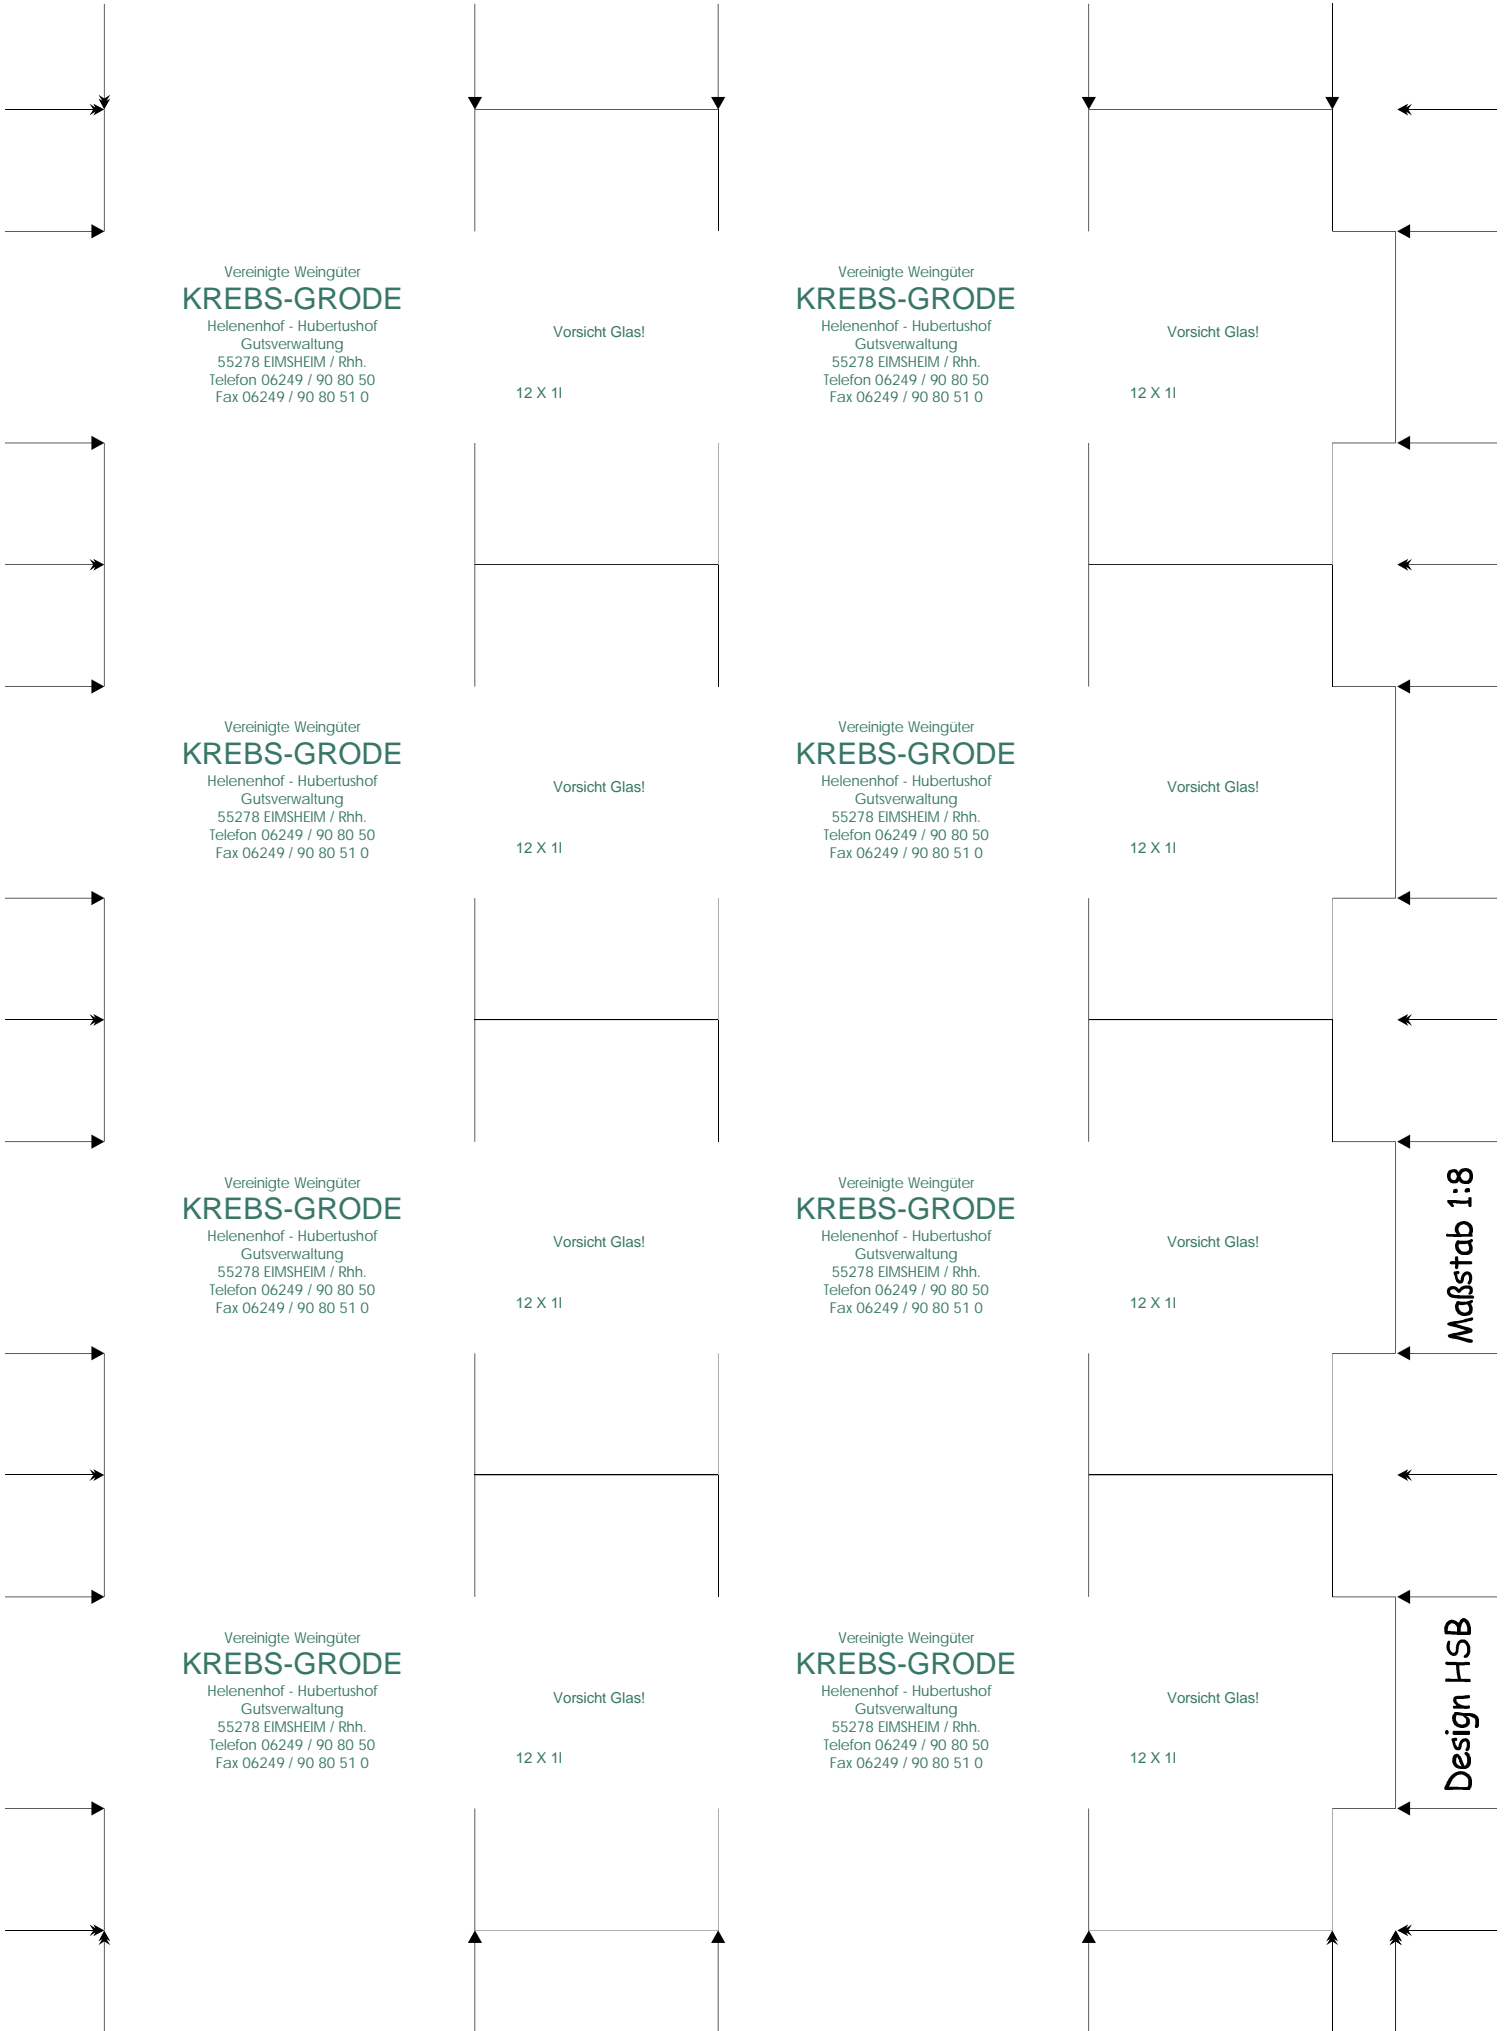 Vereinigte Weingüter
KREBS-GRODE
Helenenhof - Hubertushof
Gutsverwaltung
55278 EIMSHEIM / Rhh.
Telefon 06249 / 90 80 50
Fax 06249 / 90 80 51 0
Vorsicht Glas!
12 X 1l
Vereinigte Weingüter
KREBS-GRODE
Helenenhof - Hubertushof
Gutsverwaltung
55278 EIMSHEIM / Rhh.
Telefon 06249 / 90 80 50
Fax 06249 / 90 80 51 0
Vorsicht Glas!
12 X 1l
Vereinigte Weingüter
KREBS-GRODE
Helenenhof - Hubertushof
Gutsverwaltung
55278 EIMSHEIM / Rhh.
Telefon 06249 / 90 80 50
Fax 06249 / 90 80 51 0
Vorsicht Glas!
12 X 1l
Vereinigte Weingüter
KREBS-GRODE
Helenenhof - Hubertushof
Gutsverwaltung
55278 EIMSHEIM / Rhh.
Telefon 06249 / 90 80 50
Fax 06249 / 90 80 51 0
Vorsicht Glas!
12 X 1l
Vereinigte Weingüter
KREBS-GRODE
Helenenhof - Hubertushof
Gutsverwaltung
55278 EIMSHEIM / Rhh.
Telefon 06249 / 90 80 50
Fax 06249 / 90 80 51 0
Vorsicht Glas!
12 X 1l
Vereinigte Weingüter
KREBS-GRODE
Helenenhof - Hubertushof
Gutsverwaltung
55278 EIMSHEIM / Rhh.
Telefon 06249 / 90 80 50
Fax 06249 / 90 80 51 0
Vorsicht Glas!
12 X 1l
Maßstab 1:8
Vereinigte Weingüter
KREBS-GRODE
Helenenhof - Hubertushof
Gutsverwaltung
55278 EIMSHEIM / Rhh.
Telefon 06249 / 90 80 50
Fax 06249 / 90 80 51 0
Vorsicht Glas!
12 X 1l
Vereinigte Weingüter
KREBS-GRODE
Helenenhof - Hubertushof
Gutsverwaltung
55278 EIMSHEIM / Rhh.
Telefon 06249 / 90 80 50
Fax 06249 / 90 80 51 0
Vorsicht Glas!
12 X 1l
Design HSB